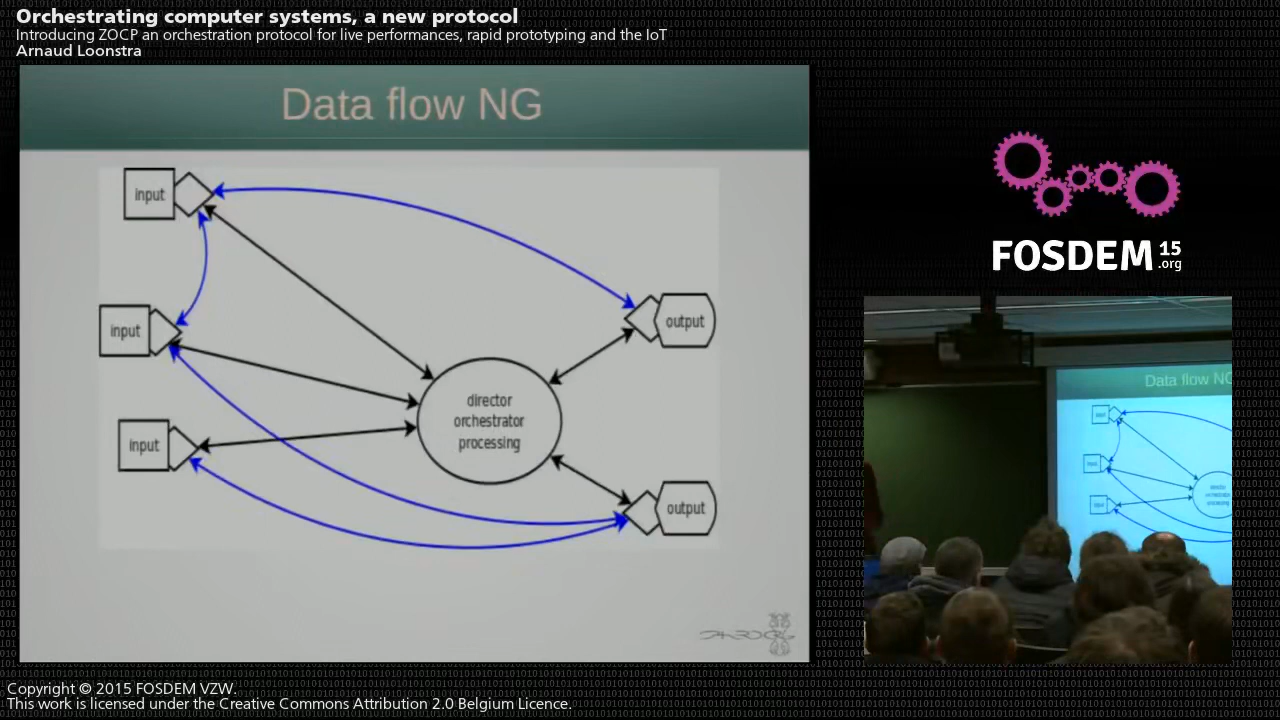 Orchestrating computer systems, a new protocol
Introducing ZOCP an orchestration protocol for live performances, rapid prototyping and the IoT
Arnaud Loonstra
Data flow NG
input
input
input
director
orchestrator
processing
output
output
FOSDEM 15
.org
Data flow NG
Copyright © 2015 FOSDEM VZW.
This work is licensed under the Creative Commons Attribution 2.0 Belgium Licence.